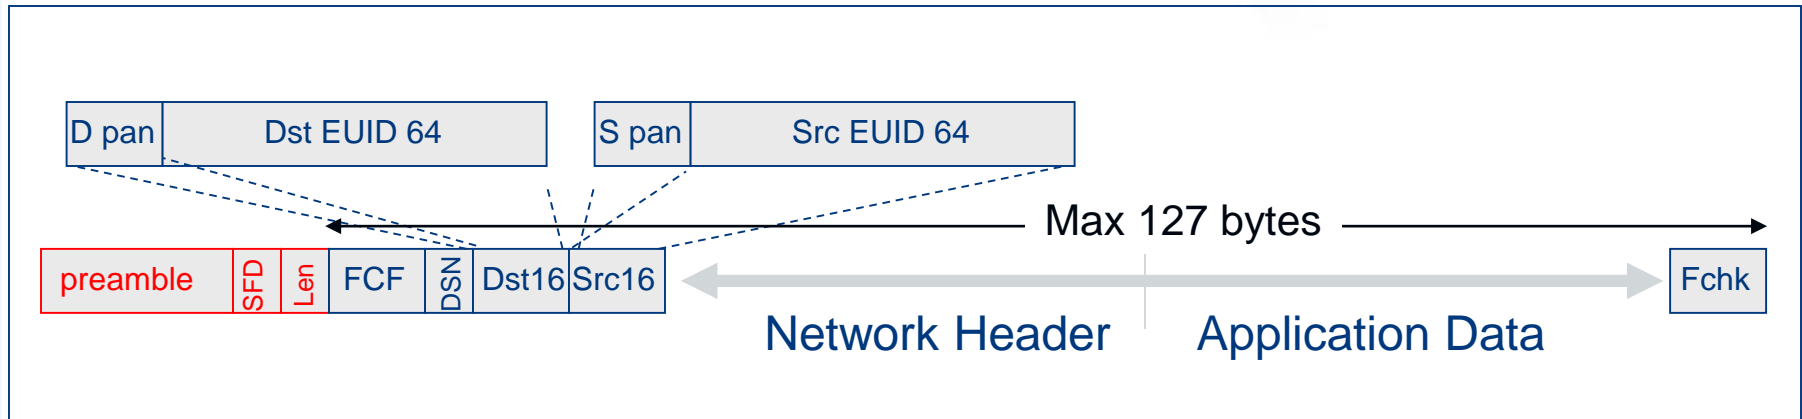 D pan Dst EUID 64 S pan Src EUID 64
Max 127 bytes
preamble SFD Len FCF DSN Dst16 Src16 Fchk
Network Header Application Data